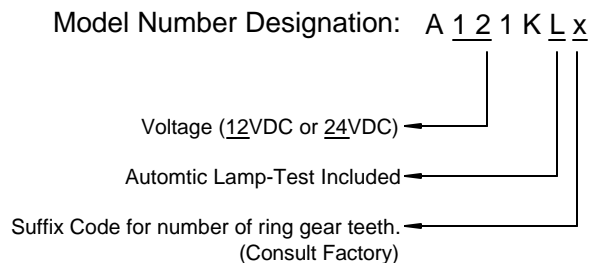 Model Number Designation: A 1 2 1 K L x
Voltage (12VDC or 24VDC)
Automtic Lamp-Test Included
Suffix Code for number of ring gear teeth.
(Consult Factory)